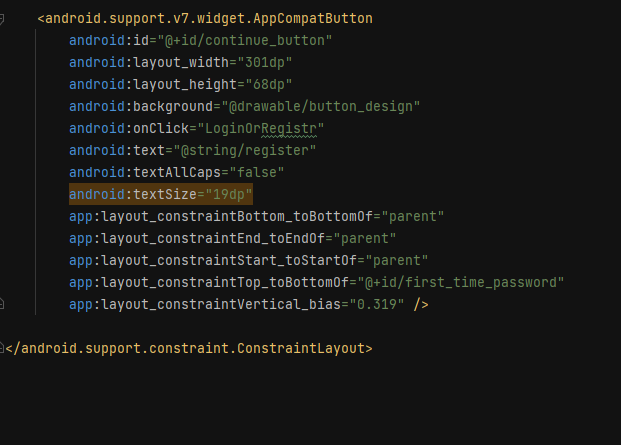 <android.support.v7.widget.AppCompatButton
android:id="@+id/continue_button"
android:layout_width="301dp"
android:layout_height="68dp"
android:background="@drawable/button_design"
android:onClick="LoginOrRegistr"
android:text="@string/register"
android:textAllCaps="false"
android:textSize="19dp"
app:layout_constraintBottom_toBottomOf="parent"
app:layout_constraintEnd_toEndOf="parent"
app:layout_constraintStart_toStartOf="parent"
app:layout_constraintTop_toBottomOf="@+id/first_time_password"
app:layout_constraintVertical_bias="0.319" />
</android.support.constraint.ConstraintLayout>